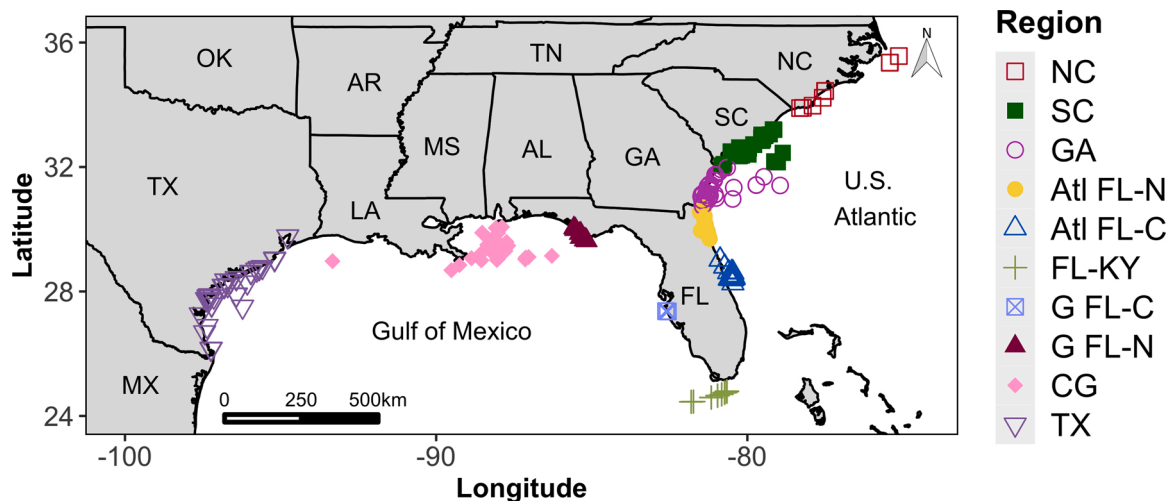 36
32
28
24
Latitude
-100
-90
-80
Longitude
OK
AR
TN
NC
TX
LA
MS
AL
GA
SC
FL
MX
U.S.
Atlantic
Gulf of Mexico
0 250 500km
N
Region
NC
SC
GA
Atl FL-N
Atl FL-C
FL-KY
G FL-C
G FL-N
CG
TX